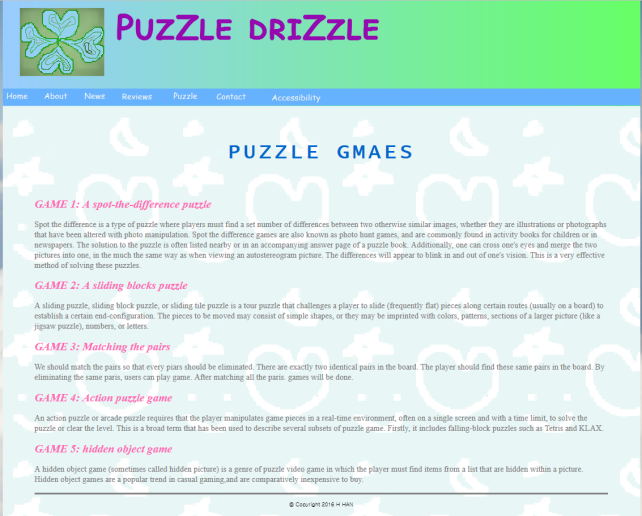 PuzZle driZzle
Home About News Reviews Puzzle Contact Accessibility
PUZZLE GMAES
GAME 1: A spot-the-difference puzzle
Spot the difference is a type of puzzle where players must find a set number of differences between two otherwise similar images, whether they are illustrations or photographs
that have been altered with photo manipulation. Spot the difference games are also known as photo hunt games, and are commonly found in activity books for children or in
newspapers. The solution to the puzzle is often listed nearby or in an accompanying answer page of a puzzle book. Additionally, one can cross one's eyes and merge the two
pictures into one, in the much the same way as when viewing an autostereogram picture. The differences will appear to blink in and out of one's vision. This is a very effective
method of solving these puzzles.
GAME 2: A sliding blocks puzzle
A sliding puzzle, sliding block puzzle, or sliding tile puzzle is a tour puzzle that challenges a player to slide (frequently flat) pieces along certain routes (usually on a board) to
establish a certain end-configuration. The pieces to be moved may consist of simple shapes, or they may be imprinted with colors, patterns, sections of a larger picture (like a
jigsaw puzzle), numbers, or letters.
GAME 3: Matching the pairs
We should match the pairs so that every piars should be eliminated. There are exactly two identical pairs in the board. The player should find these same pairs in the board. By
eliminating the same paris, users can play game. After matching all the paris. games will be done.
GAME 4: Action puzzle game
An action puzzle or arcade puzzle requires that the player manipulates game pieces in a real-time environment, often on a single screen and with a time limit, to solve the
puzzle or clear the level. This is a broad term that has been used to describe several subsets of puzzle game. Firstly, it includes falling-block puzzles such as Tetris and KLAX.
GAME 5: hidden object game
A hidden object game (sometimes called hidden picture) is a genre of puzzle video game in which the player must find items from a list that are hidden within a picture.
Hidden object games are a popular trend in casual gaming,and are comparatively inexpensive to buy.
© Copyright 2016 H HAN